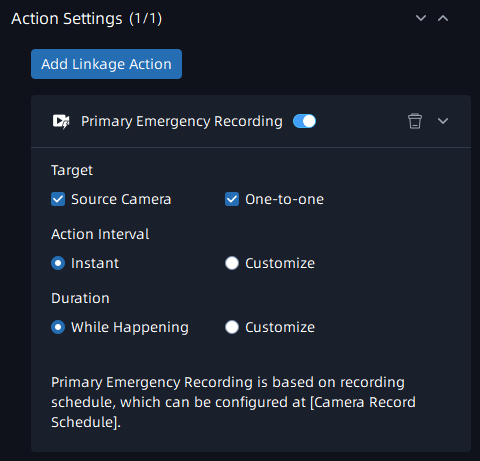 Action Settings (1/1)
Add Linkage Action
Primary Emergency Recording
Target
Source Camera One-to-one
Action Interval
Instant Customize
Duration
While Happening Customize
Primary Emergency Recording is based on recording
schedule, which can be configured at [Camera Record
Schedule].